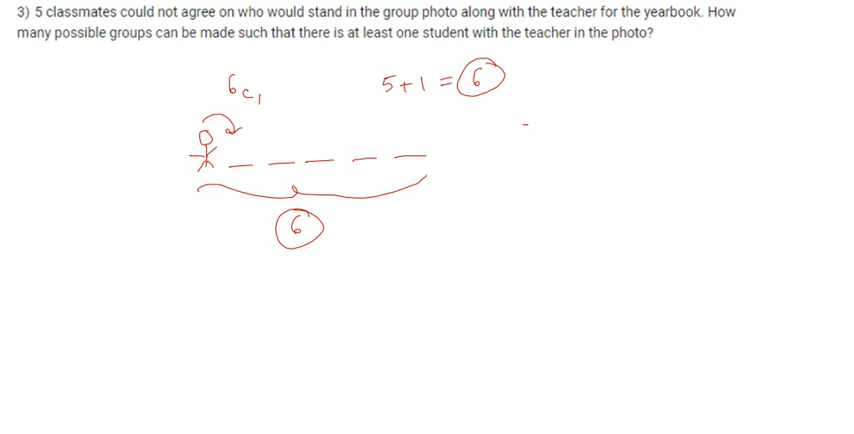 3) 5 classmates could not agree on who would stand in the group photo along with the teacher for the yearbook. How
many possible groups can be made such that there is at least one student with the teacher in the photo?
6c1 5+1=6
6